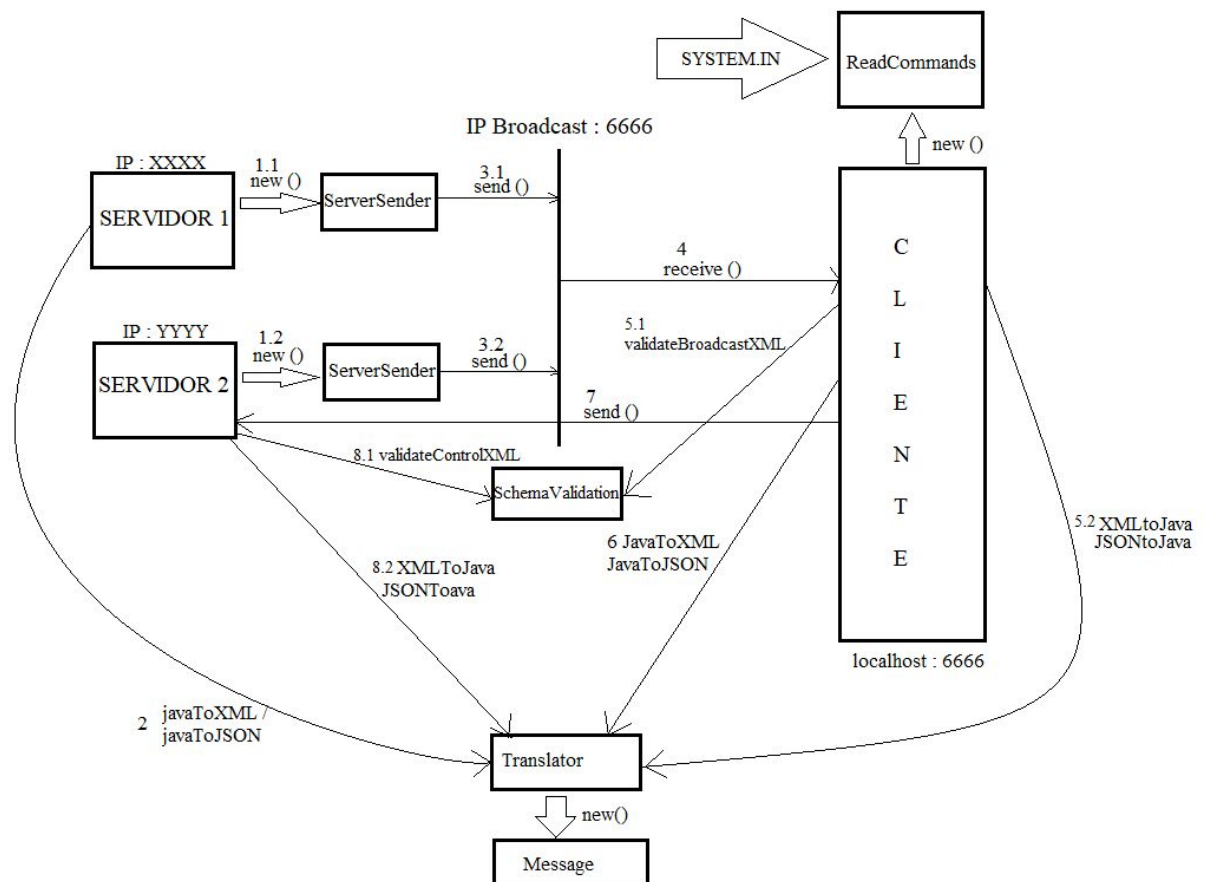 SYSTEM.IN
ReadCommands
new ()
IP Broadcast : 6666
IP : XXXX
SERVIDOR 1
1.1
new ()
ServerSender
3.1
send ()
4
receive ()
C
L
I
E
N
T
E
localhost : 6666
5.1
validateBroadcastXML
IP : YYYY
SERVIDOR 2
1.2
new ()
ServerSender
3.2
send ()
7
send ()
8.1 validateControlXML
SchemaValidation
5.2 XMLtoJava
JSONtoJava
6 JavaToXML
JavaToJSON
8.2 XMLToJava
JSONToava
2 javaToXML /
javaToJSON
Translator
new()
Message